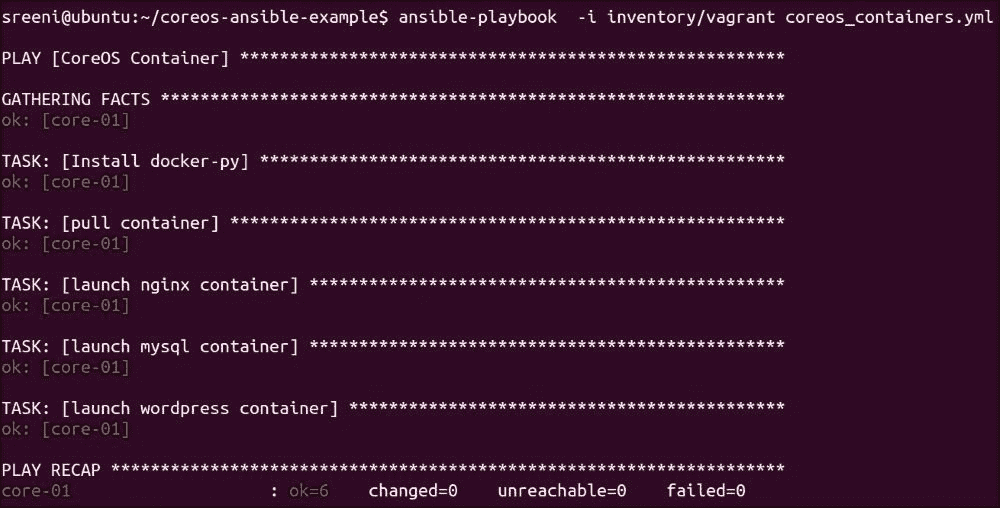 sreeni@ubuntu:~/coreos-ansible-example$ ansible-playbook  -i inventory/vagrant coreos_containers.yml
PLAY [CoreOS Container] *******************************************************
GATHERING FACTS ***************************************************************
ok: [core-01]
TASK: [Install docker-py] *****************************************************
ok: [core-01]
TASK: [pull container] ********************************************************
ok: [core-01]
TASK: [launch nginx container] ************************************************
ok: [core-01]
TASK: [launch mysql container] ************************************************
ok: [core-01]
TASK: [launch wordpress container] ********************************************
ok: [core-01]
PLAY RECAP ********************************************************************
core-01                    : ok=6    changed=0    unreachable=0    failed=0